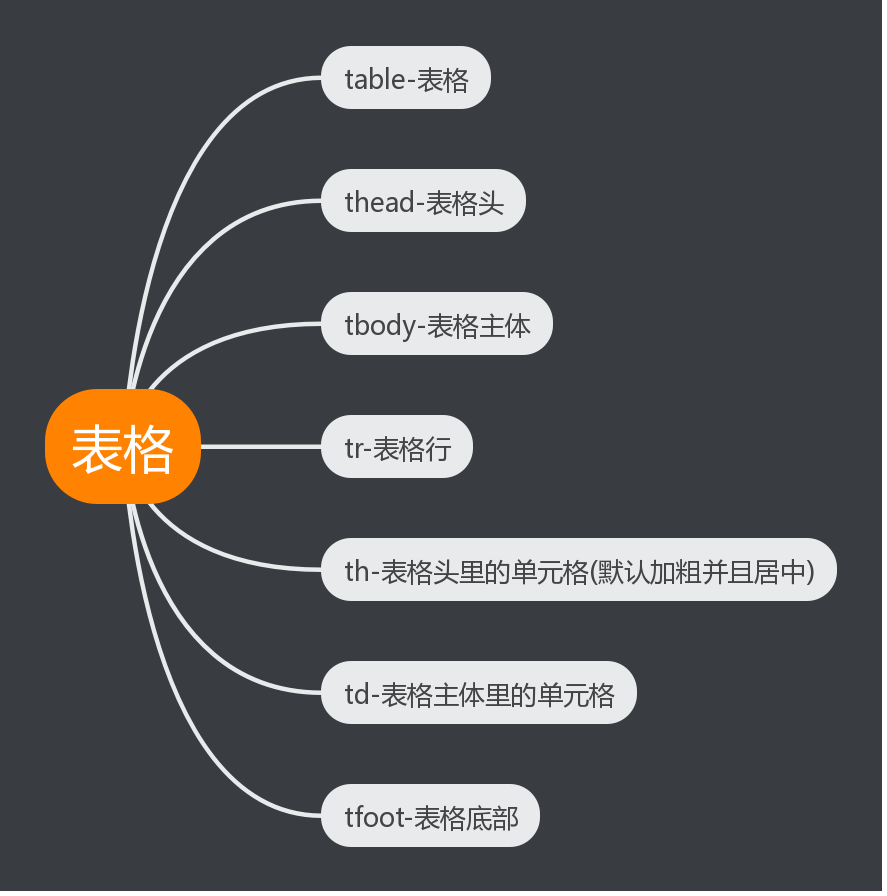 表格
table-表格
thead-表格头
tbody-表格主体
tr-表格行
th-表格头里的单元格(默认加粗并且居中)
td-表格主体里的单元格
tfoot-表格底部